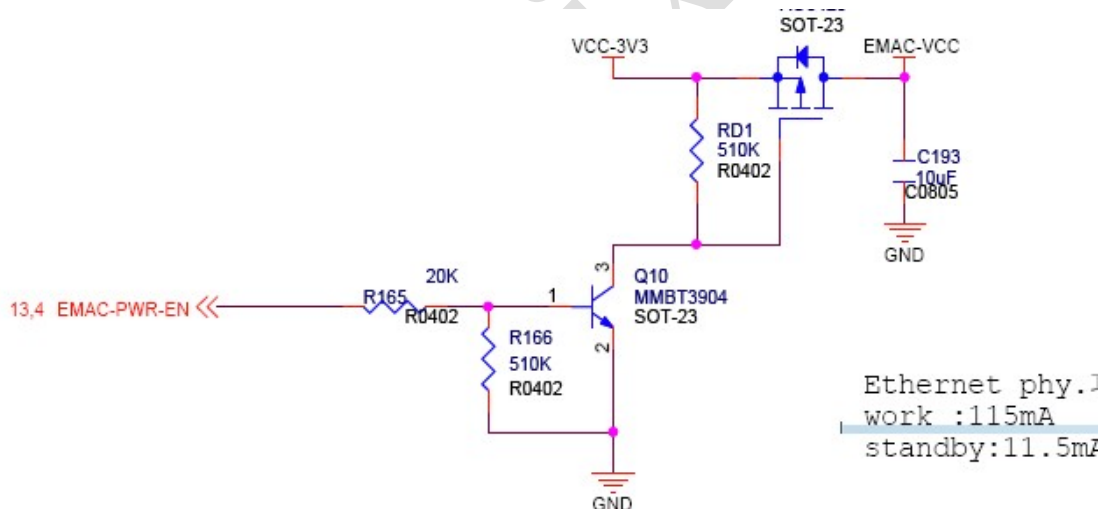 SOT-23
VCC-3V3
EMAC-VCC
RD1
510K
R0402
C193
10uF
C0805
GND
20K
R165
R0402
13,4 EMAC-PWR-EN
1
3
2
Q10
MMBT3904
SOT-23
R166
510K
R0402
GND
Ethernet phy.
work :115mA
standby:11.5mA